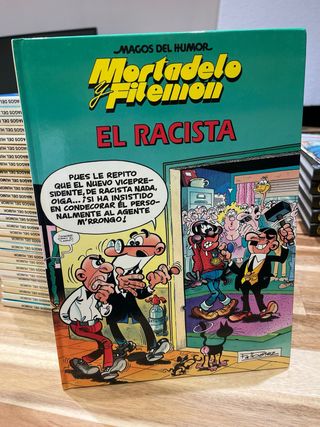 MAGOS DEL HUMOR
Mortadelo
y Filemón
EL RACISTA
PUES LE REPITO
QUE EL NUEVO VICEPRE-
SIDENTE, DE RACISTA NADA,
OIGA...! ¡SI HA INSISTIDO
EN CONDECORAR ÉL PERSO-
NALMENTE AL AGENTE
M'RRONGO!